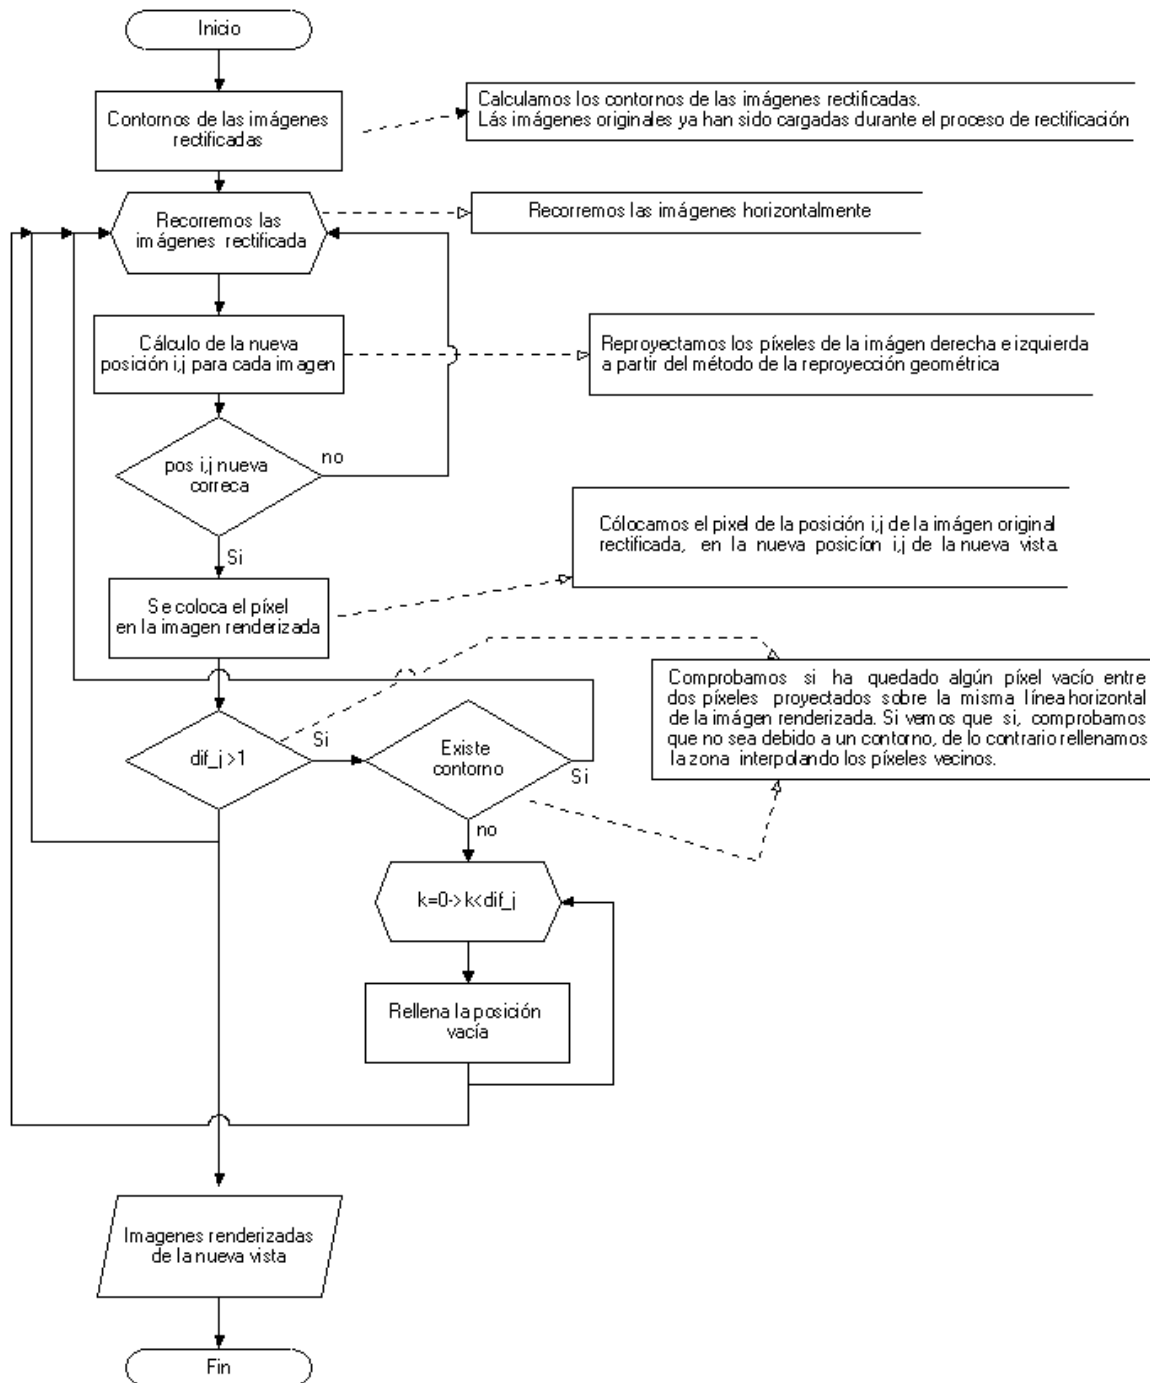 Inicio
Contornos de las imágenes
rectificadas
Calculamos los contornos de las imágenes rectificadas.
Lás imágenes originales ya han sido cargadas durante el proceso de rectificación
Recorremos las
imágenes rectificada
Recorremos las imágenes horizontalmente
Cálculo de la nueva
posición i,j para cada imagen
Reproyectamos los píxeles de la imágen derecha e izquierda
a partir del método de la reproyección geométrica
pos i,j nueva
correca
no
Si
Cólocamos el pixel de la posición i,j de la imágen original
rectificada, en la nueva posicíon i,j de la nueva vista.
Se coloca el píxel
en la imagen renderizada
Comprobamos si ha quedado algún píxel vacío entre
dos píxeles proyectados sobre la misma línea horizontal
de la imágen renderizada. Si vemos que si, comprobamos
que no sea debido a un contorno, de lo contrario rellenamos
la zona interpolando los píxeles vecinos.
dif_j >1
Si
Existe
contorno
Si
no
k=0->k<dif_j
Rellena la posición
vacía
Imagenes renderizadas
de la nueva vista
Fin